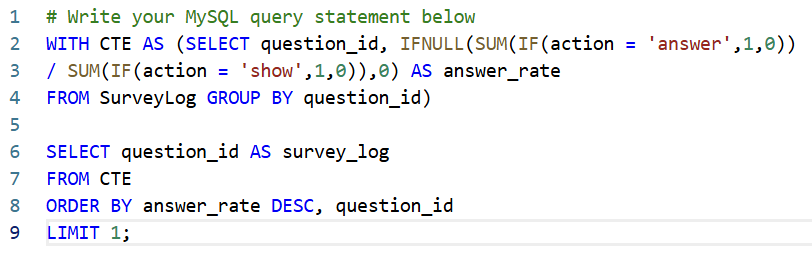 1 # Write your MySQL query statement below
2 WITH CTE AS (SELECT question_id, IFNULL(SUM(IF(action = 'answer',1,0))
3 / SUM(IF(action = 'show',1,0)),0) AS answer_rate
4 FROM SurveyLog GROUP BY question_id)
5
6 SELECT question_id AS survey_log
7 FROM CTE
8 ORDER BY answer_rate DESC, question_id
9 LIMIT 1;